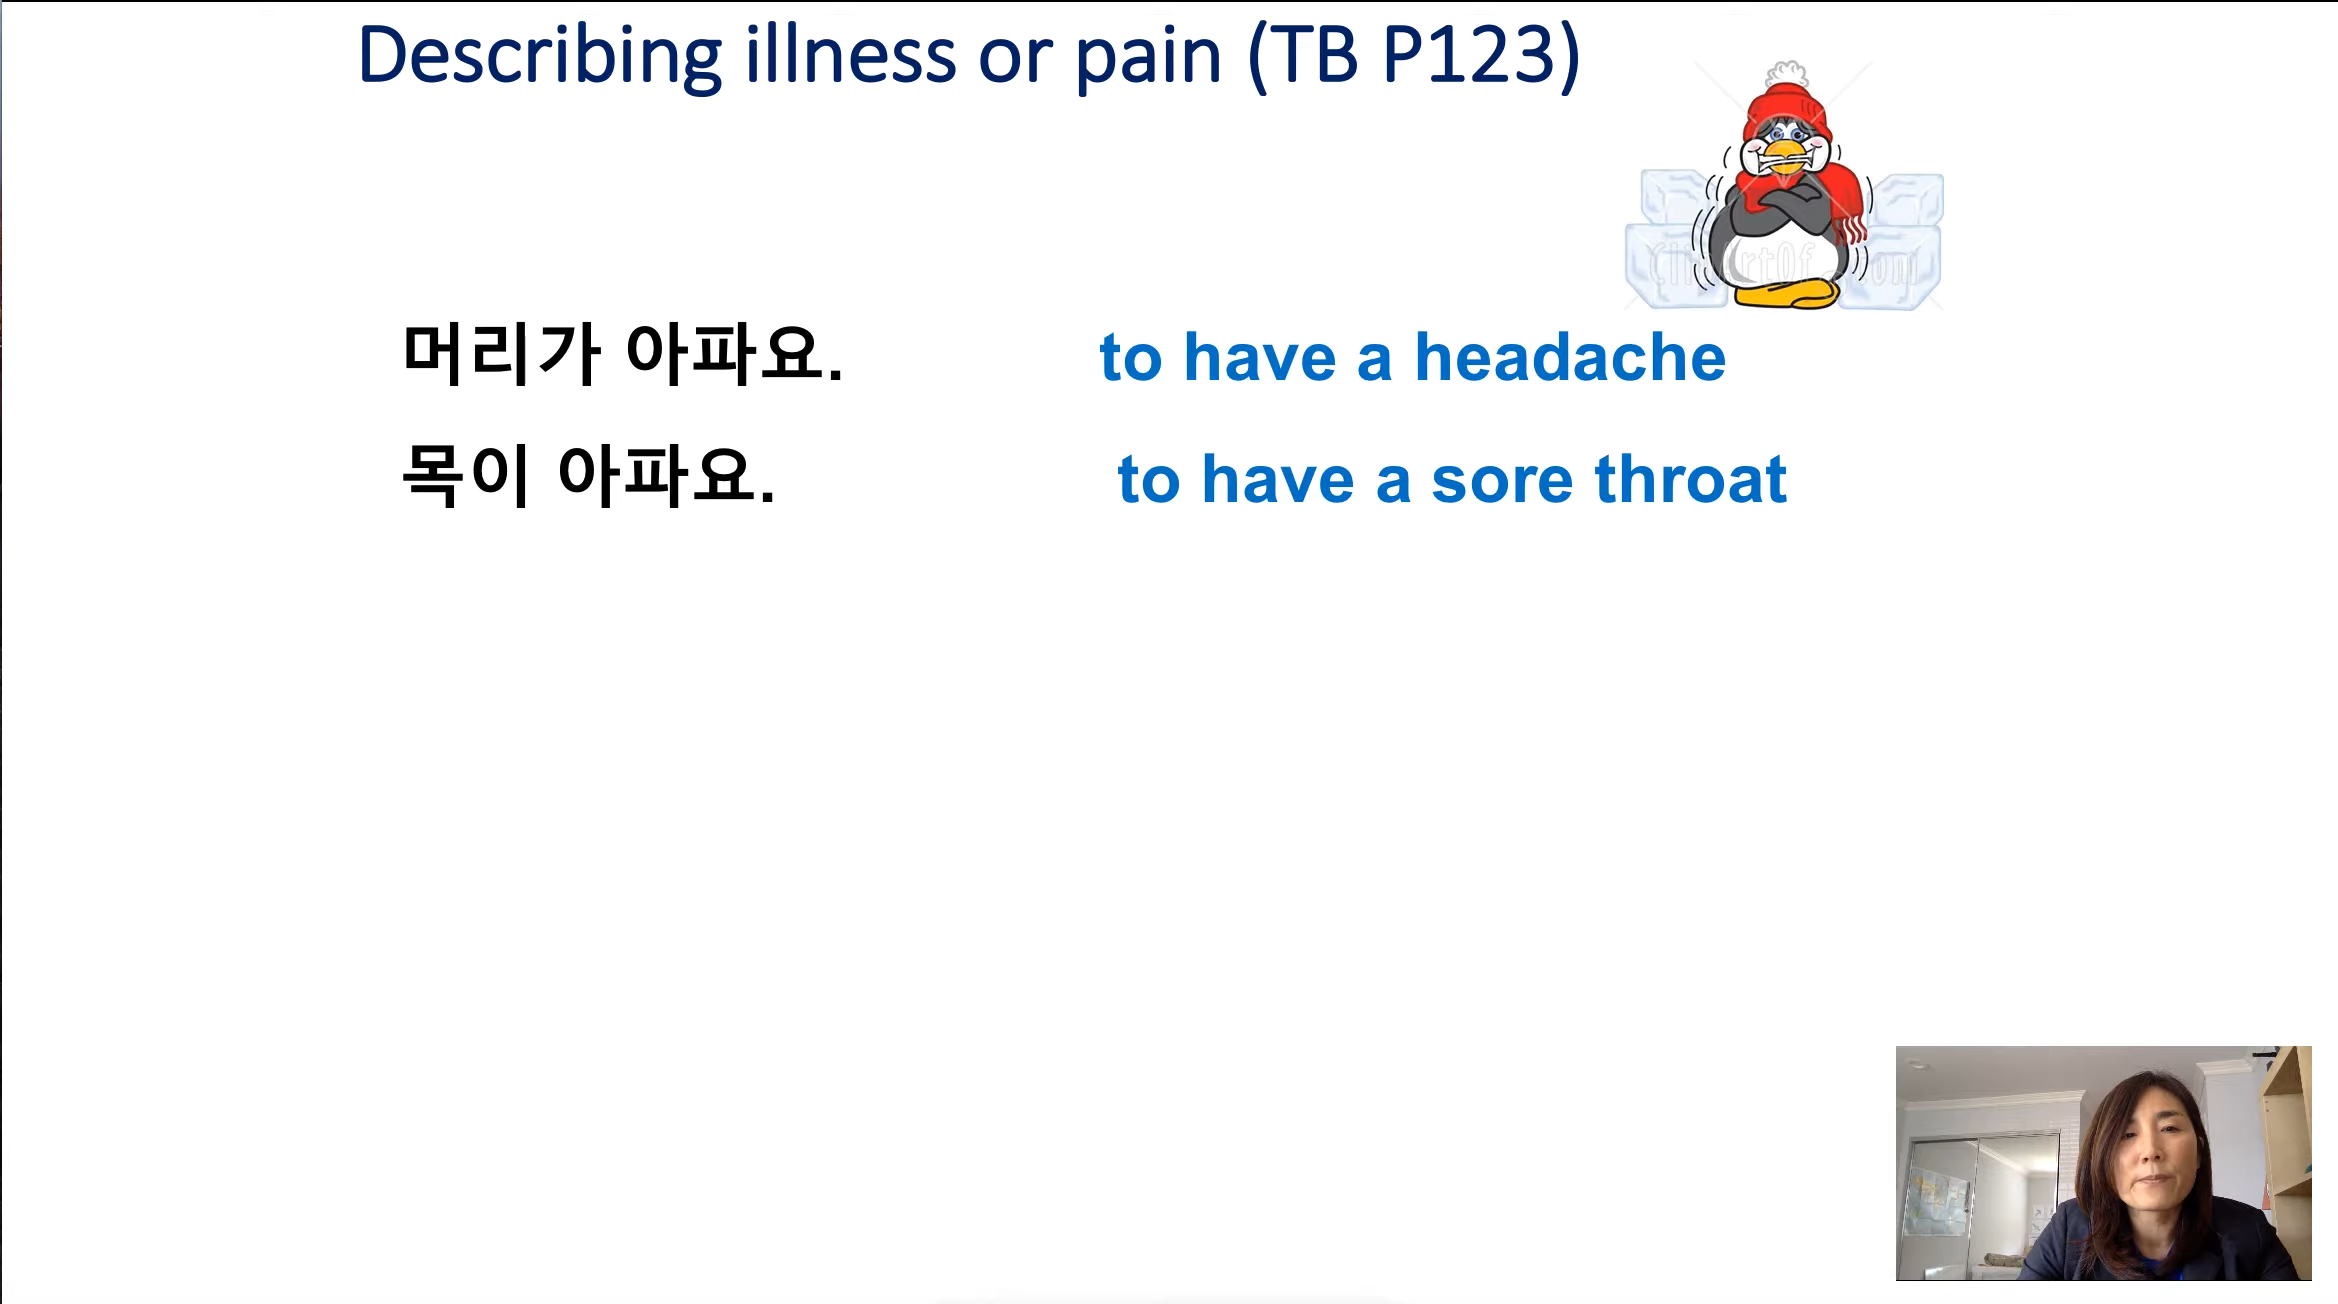 Describing illness or pain (TB P123)
머리가 아파요. to have a headache
목이 아파요. to have a sore throat